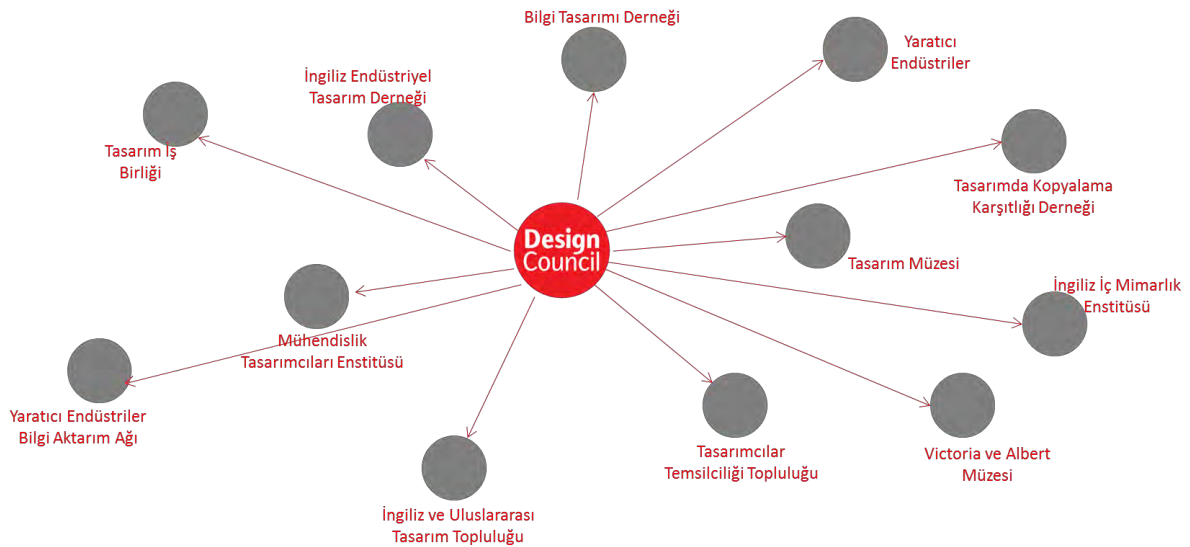 Bilgi Tasarımı Derneği
Yaratıcı
Endüstriler
İngiliz Endüstriyel
Tasarım Derneği
Tasarım İş
Birliği
Tasarımda Kopyalama
Karşıtlığı Derneği
Design
Council
Tasarım Müzesi
İngiliz İç Mimarlık
Enstitüsü
Mühendislik
Tasarımcıları Enstitüsü
Yaratıcı Endüstriler
Bilgi Aktarım Ağı
Tasarımcılar
Temsilciliği Topluluğu
Victoria ve Albert
Müzesi
İngiliz ve Uluslararası
Tasarım Topluluğu